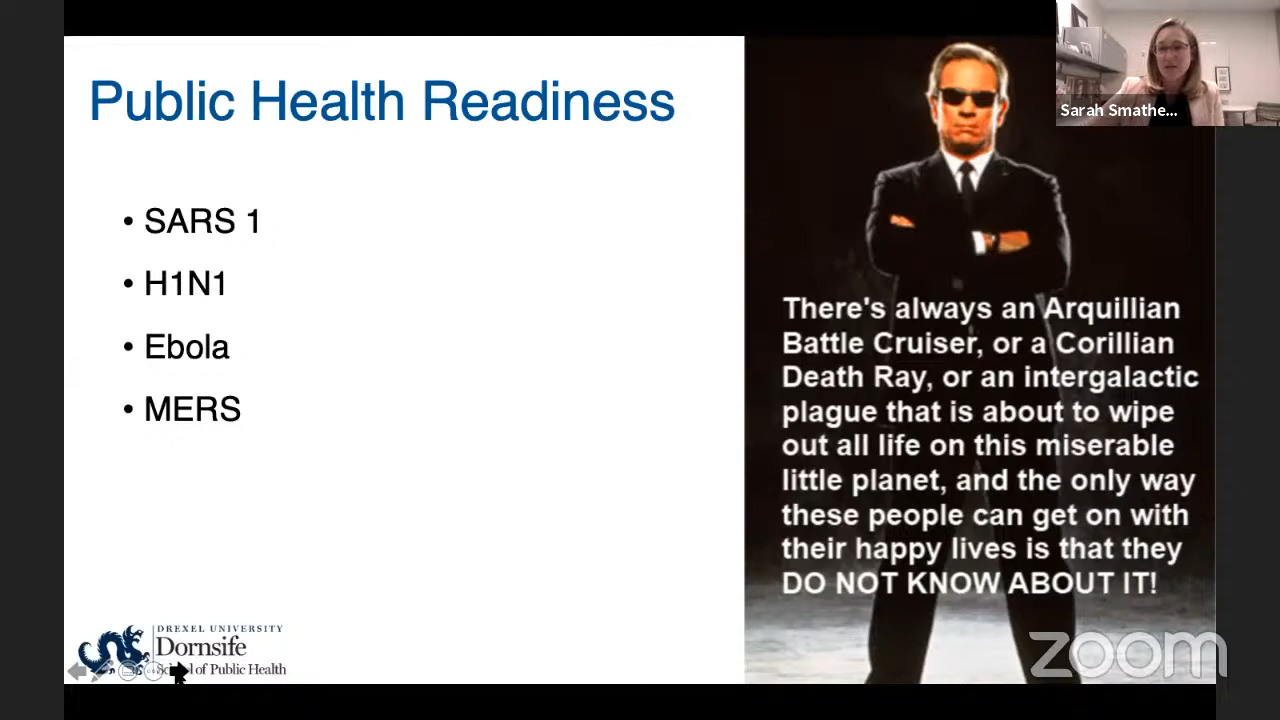 Public Health Readiness
• SARS 1
• H1N1
• Ebola
• MERS
There's always an Arquillian
Battle Cruiser, or a Corillian
Death Ray, or an intergalactic
plague that is about to wipe
out all life on this miserable
little planet, and the only way
these people can get on with
their happy lives is that they
DO NOT KNOW ABOUT IT!
Sarah Smathe...
DREXEL UNIVERSITY
Dornsife
School of Public Health
zoom